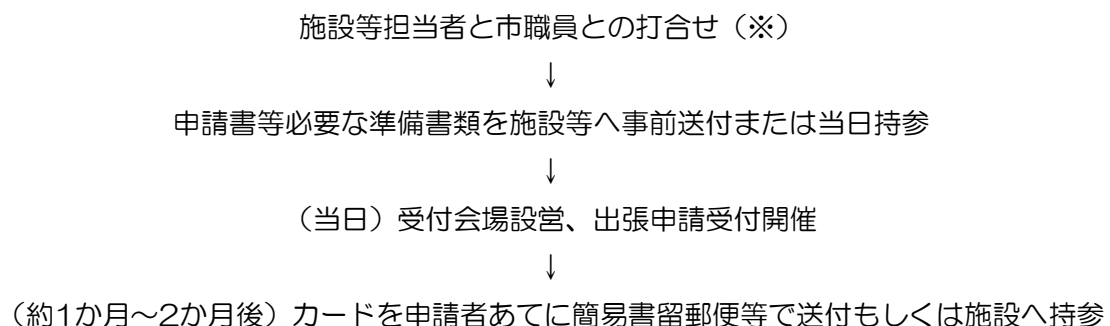 施設等担当者と市職員との打合せ（※）
↓
申請書等必要な準備書類を施設等へ事前送付または当日持参
↓
（当日）受付会場設営、出張申請受付開催
↓
（約1か月～2か月後）カードを申請者あてに簡易書留郵便等で送付もしくは施設へ持参